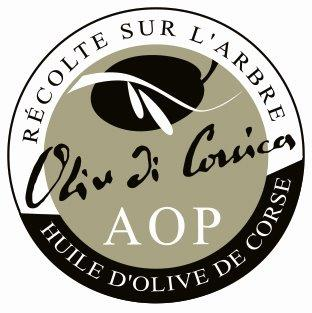 RÉCOLTE SUR L'ARBRE
Oliu di Corsica
AOP
HUILE D'OLIVE DE CORSE